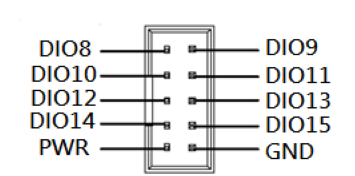 DIO8 DIO9
DIO10 DIO11
DIO12 DIO13
DIO14 DIO15
PWR GND